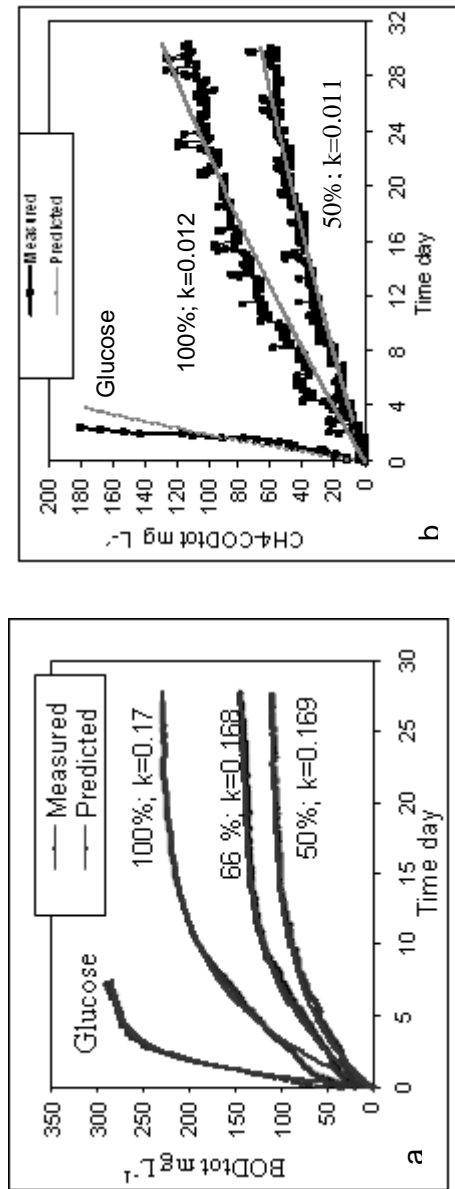 350
300
250
200
150
100
50
0
BODtot mgL-1
Measured
Predicted
Glucose
100%; k=0.17
66 %; k=0.168
50%; k=0.169
0
5
10
15
20
25
30
Time day
a
200
180
160
140
120
100
80
60
40
20
0
CH4-CODtot mg L-1
Measured
Predicted
Glucose
100%; k=0.012
50%; k=0.011
0
4
8
12
16
20
24
28
32
Time day
b